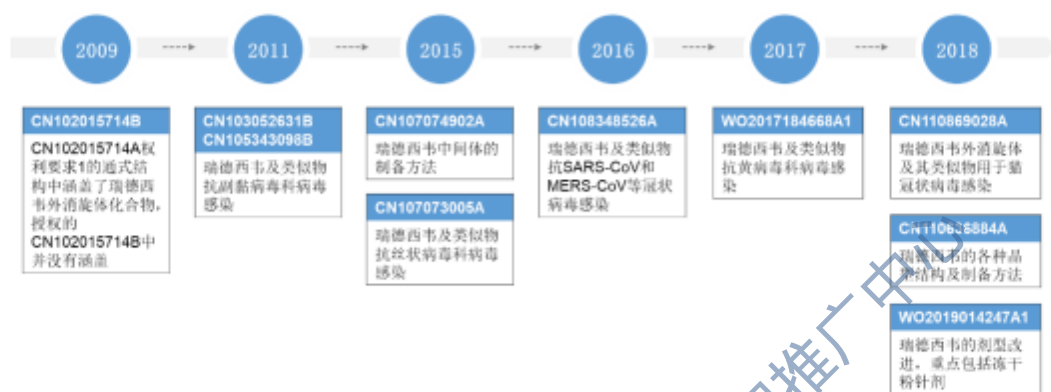 2009
2011
2015
2016
2017
2018
CN102015714B
CN102015714A权
利要求1的通式结
构中涵盖了瑞德西
韦外消旋体化合物,
授权的
CN102015714B中
并没有涵盖
CN103052631B
CN105343098B
瑞德西韦及类似物
抗副黏病毒科病毒
感染
CN107074902A
瑞德西韦中间体的
制备方法
CN107073005A
瑞德西韦及类似物
抗丝状病毒科病毒
感染
CN108348526A
瑞德西韦及类似物
抗SARS-CoV和
MERS-CoV等冠状
病毒感染
WO2017184668A1
瑞德西韦及类似物
抗黄病毒科病毒感
染
CN110869028A
瑞德西韦外消旋体
及其类似物用于猫
冠状病毒感染
CN110636884A
瑞德西韦的各种晶
型结构及制备方法
WO2019014247A1
瑞德西韦的剂型改
进,重点包括冻干
粉针剂
推广中心